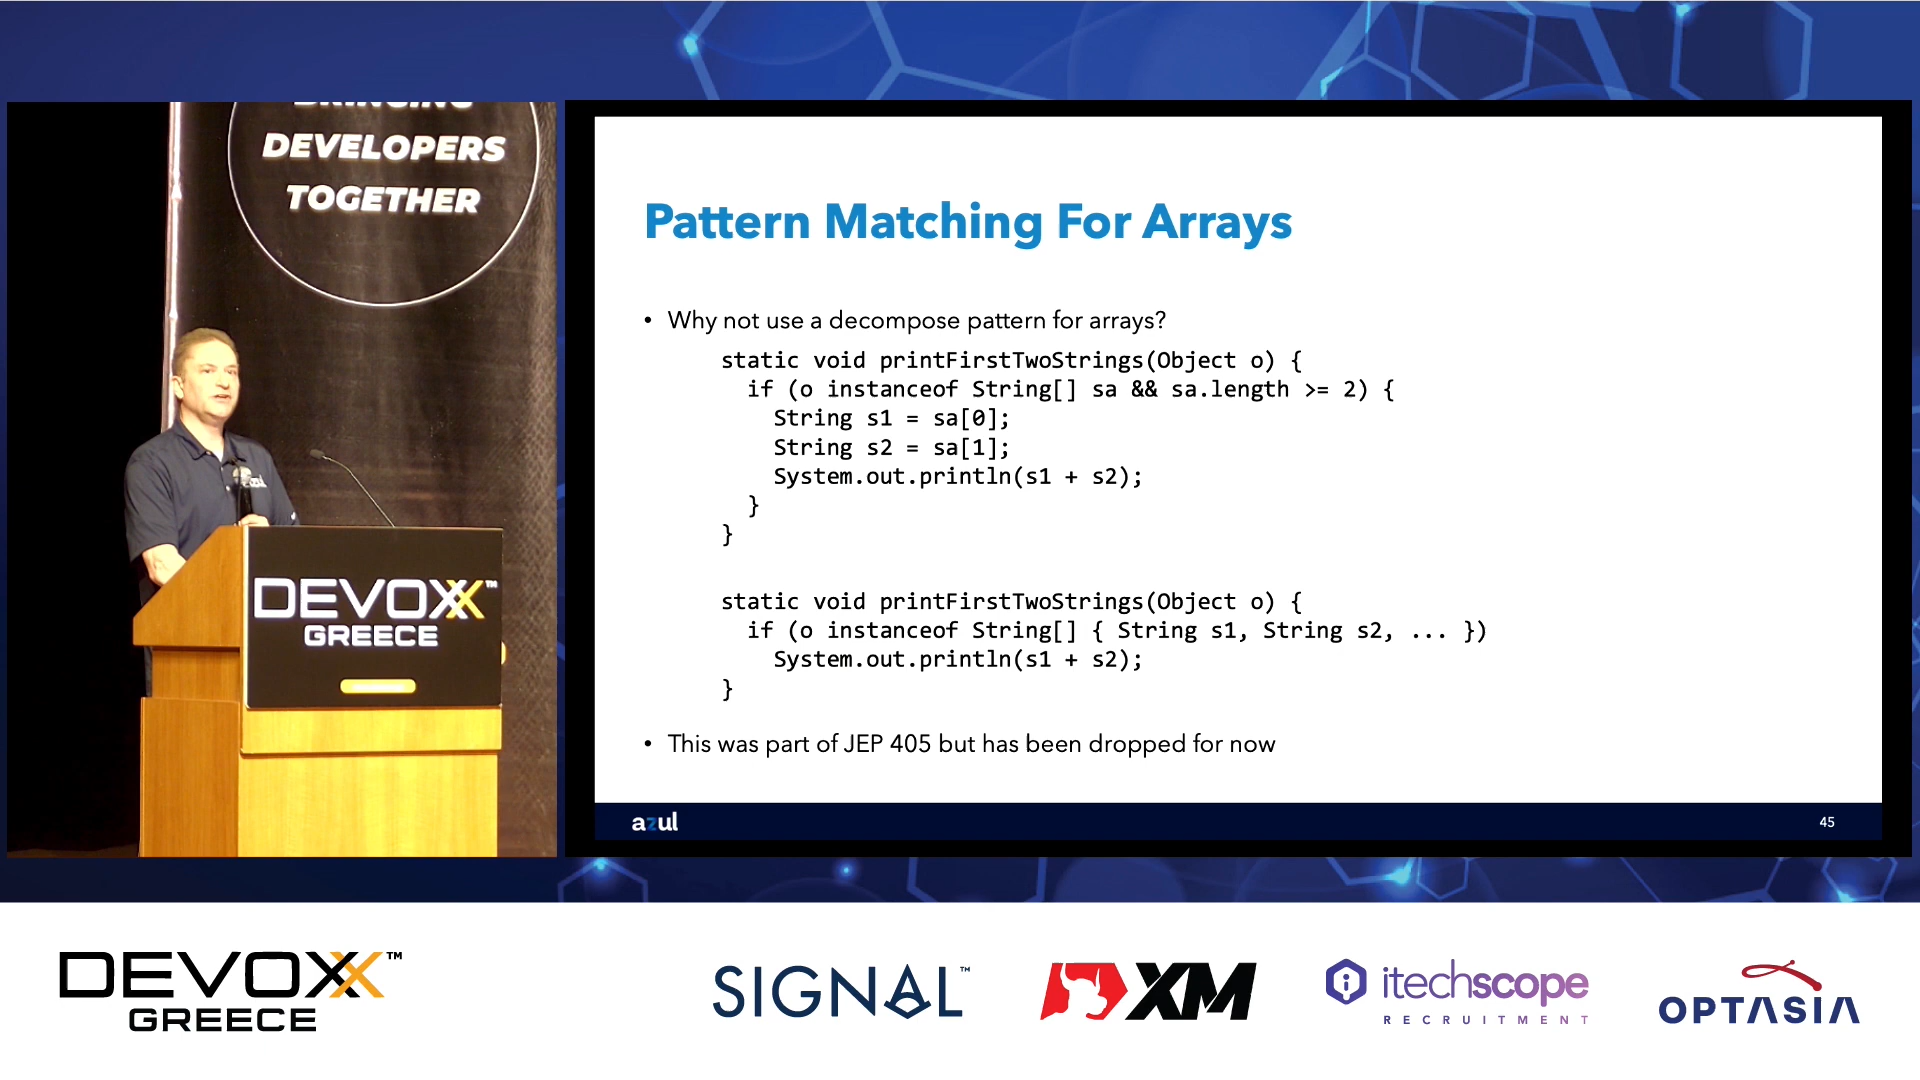 DEVELOPERS
TOGETHER
DEVOXX™
GREECE
Pattern Matching For Arrays
• Why not use a decompose pattern for arrays?
static void printFirstTwoStrings(Object o) {
if (o instanceof String[] sa && sa.length >= 2) {
String s1 = sa[0];
String s2 = sa[1];
System.out.println(s1 + s2);
}
}
static void printFirstTwoStrings(Object o) {
if (o instanceof String[] { String s1, String s2, ... })
System.out.println(s1 + s2);
}
• This was part of JEP 405 but has been dropped for now
azul
45
DEVOXX™
GREECE
SIGNAL™
XM
itechscope
RECRUITMENT
OPTASIA